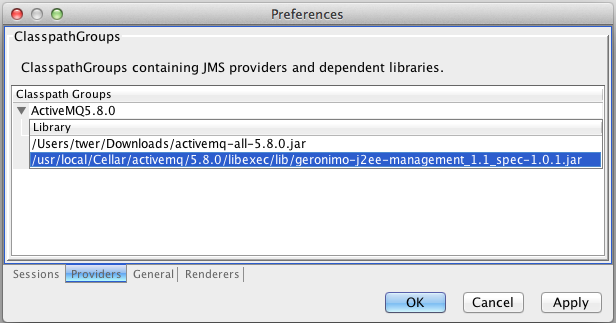 Preferences
ClasspathGroups
ClasspathGroups containing JMS providers and dependent libraries.
Classpath Groups
ActiveMQ5.8.0
Library
/Users/twer/Downloads/activemq-all-5.8.0.jar
/usr/local/Cellar/activemq/5.8.0/libexec/lib/geronimo-j2ee-management_1.1_spec-1.0.1.jar
Sessions Providers General Renderers
OK Cancel Apply